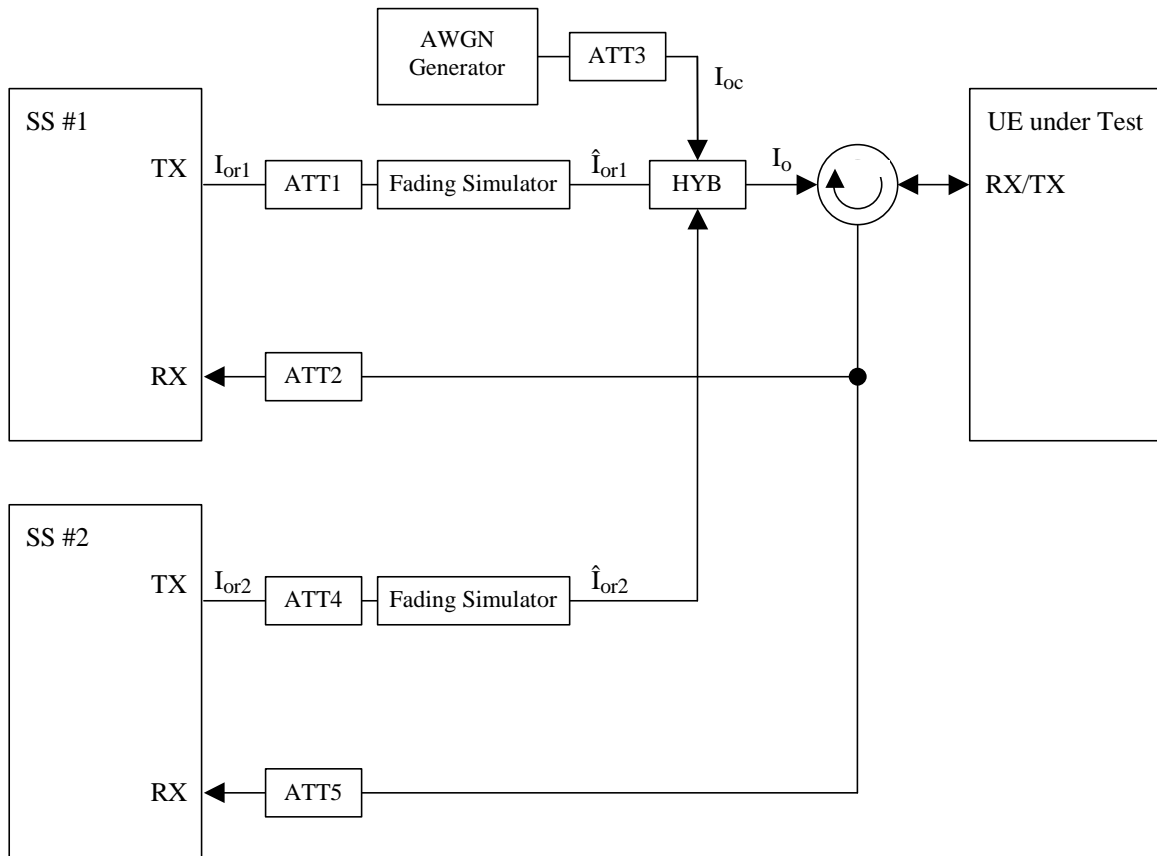 AWGN
Generator
ATT3
I_oc
SS #1
UE under Test
TX
I_or1
ATT1
Fading Simulator
Î_or1
HYB
I_o
RX/TX
RX
ATT2
SS #2
TX
I_or2
ATT4
Fading Simulator
Î_or2
RX
ATT5